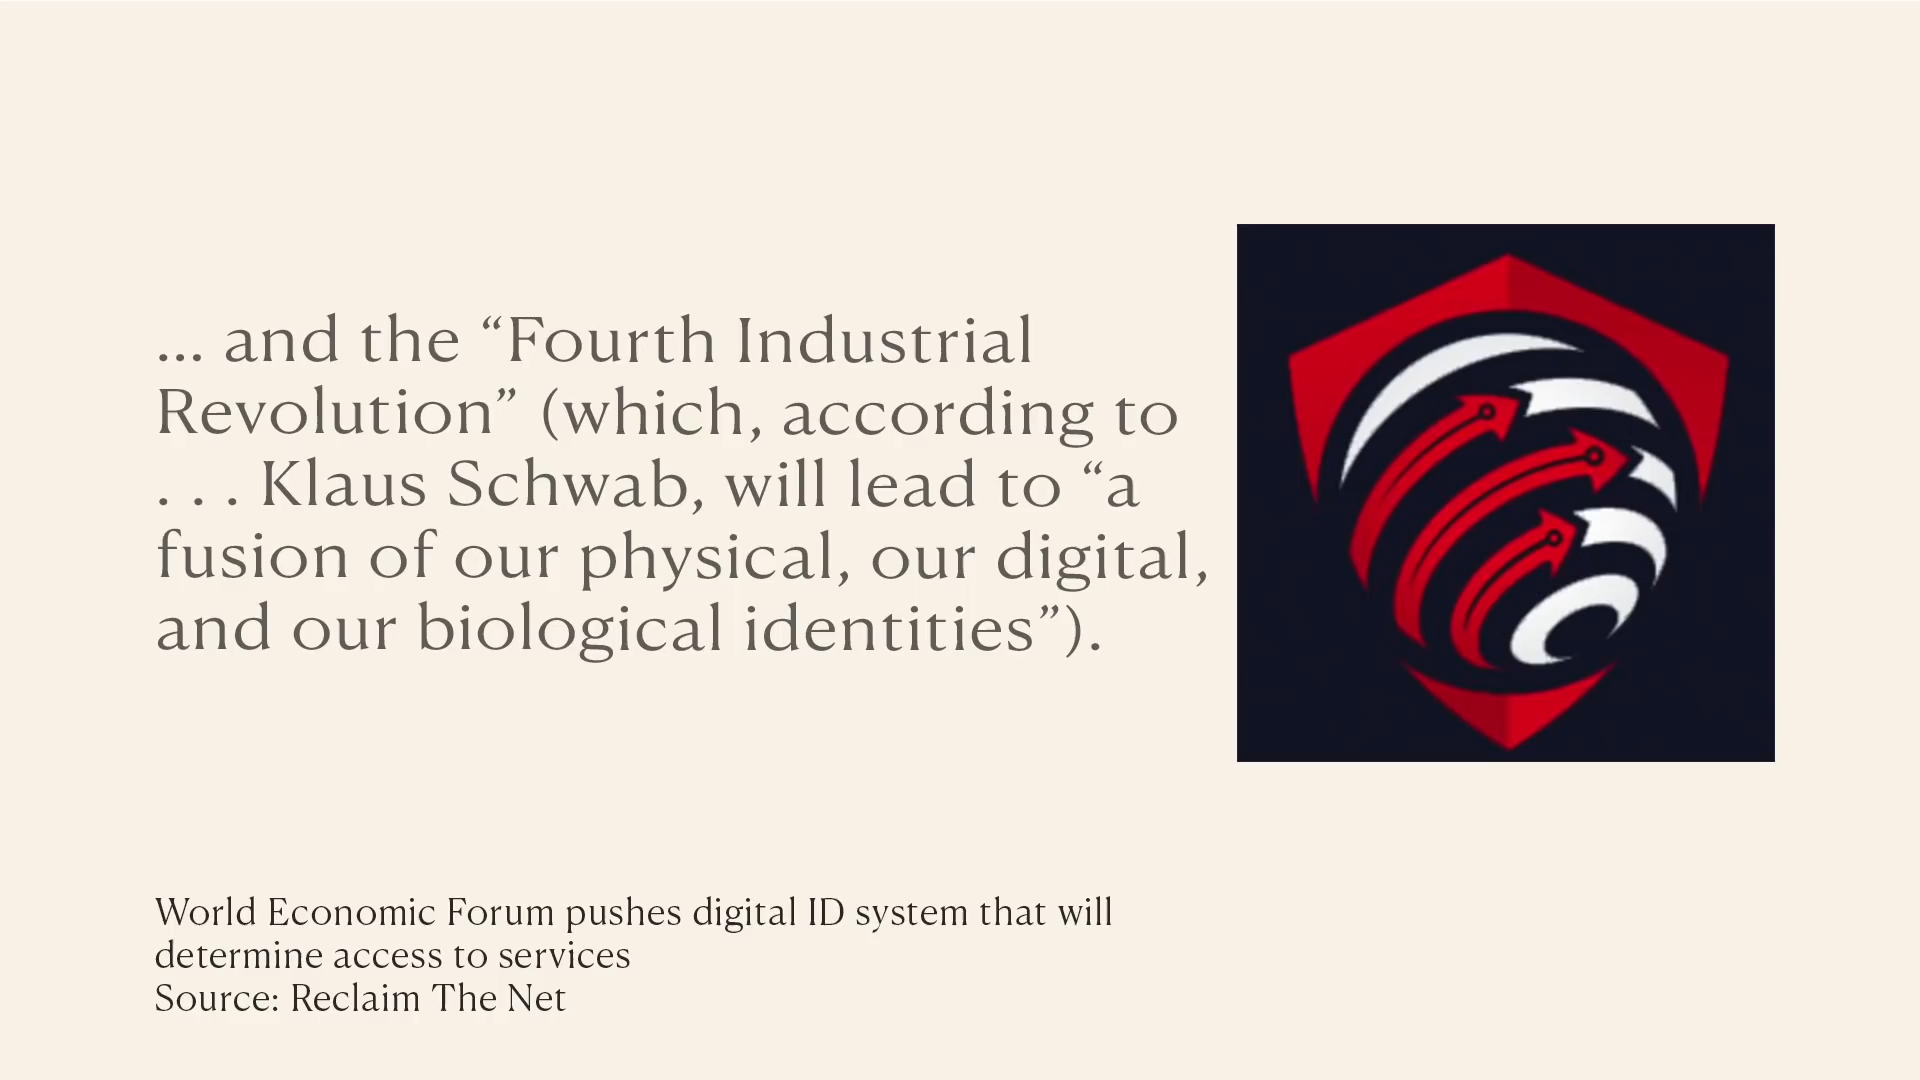 ... and the “Fourth Industrial
Revolution” (which, according to
. . . Klaus Schwab, will lead to “a
fusion of our physical, our digital,
and our biological identities”).
World Economic Forum pushes digital ID system that will
determine access to services
Source: Reclaim The Net